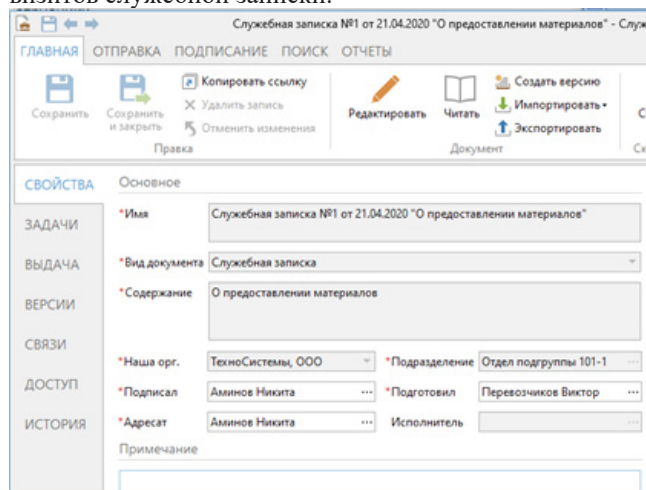 визитов служебной записки.
Служебная записка №1 от 21.04.2020 "О предоставлении материалов" - Служ
ГЛАВНАЯ ОТПРАВКА ПОДПИСАНИЕ ПОИСК ОТЧЕТЫ
Сохранить
Сохранить и закрыть
Копировать ссылку
Удалить запись
Отменить изменения
Правка
Редактировать
Читать
Создать версию
Импортировать
Экспортировать
Документ
СВОЙСТВА
ЗАДАЧИ
ВЫДАЧА
ВЕРСИИ
СВЯЗИ
ДОСТУП
ИСТОРИЯ
Основное
*Имя Служебная записка №1 от 21.04.2020 "О предоставлении материалов"
*Вид документа Служебная записка
*Содержание О предоставлении материалов
*Наша орг. ТехноСистемы, ООО *Подразделение Отдел подгруппы 101-1
*Подписал Аминов Никита *Подготовил Перевозчиков Виктор
*Адресат Аминов Никита Исполнитель
Примечание